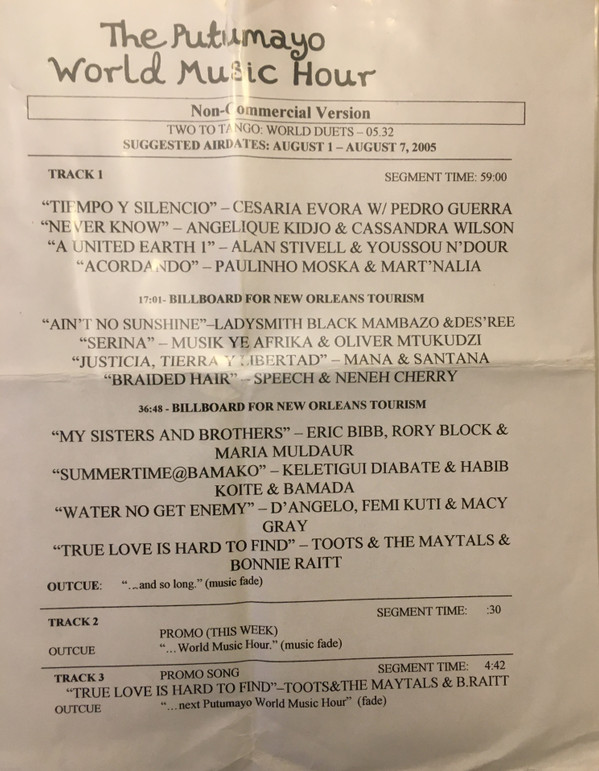 The Putumayo
World Music Hour
Non-Commercial Version
TWO TO TANGO: WORLD DUETS – 05.32
SUGGESTED AIRDATES: AUGUST 1 – AUGUST 7, 2005
TRACK 1 SEGMENT TIME: 59:00
“TIEMPO Y SILENCIO” – CESARIA EVORA W/ PEDRO GUERRA
“NEVER KNOW” – ANGELIQUE KIDJO & CASSANDRA WILSON
“A UNITED EARTH 1” – ALAN STIVELL & YOUSSOU N’DOUR
“ACORDANDO” – PAULINHO MOSKA & MART’NALIA
17:01- BILLBOARD FOR NEW ORLEANS TOURISM
“AIN’T NO SUNSHINE”–LADYSMITH BLACK MAMBAZO &DES’REE
“SERINA” – MUSIK YE AFRIKA & OLIVER MTUKUDZI
“JUSTICIA, TIERRA Y LIBERTAD” – MANA & SANTANA
“BRAIDED HAIR” – SPEECH & NENEH CHERRY
36:48 - BILLBOARD FOR NEW ORLEANS TOURISM
“MY SISTERS AND BROTHERS” – ERIC BIBB, RORY BLOCK &
MARIA MULDAUR
“SUMMERTIME@BAMAKO” – KELETIGUI DIABATE & HABIB
KOITE & BAMADA
“WATER NO GET ENEMY” – D’ANGELO, FEMI KUTI & MACY
GRAY
“TRUE LOVE IS HARD TO FIND” – TOOTS & THE MAYTALS &
BONNIE RAITT
OUTCUE: “...and so long.” (music fade)
TRACK 2 SEGMENT TIME: :30
PROMO (THIS WEEK)
OUTCUE “...World Music Hour.” (music fade)
TRACK 3 PROMO SONG SEGMENT TIME: 4:42
“TRUE LOVE IS HARD TO FIND”–TOOTS&THE MAYTALS & B.RAITT
OUTCUE “...next Putumayo World Music Hour” (fade)